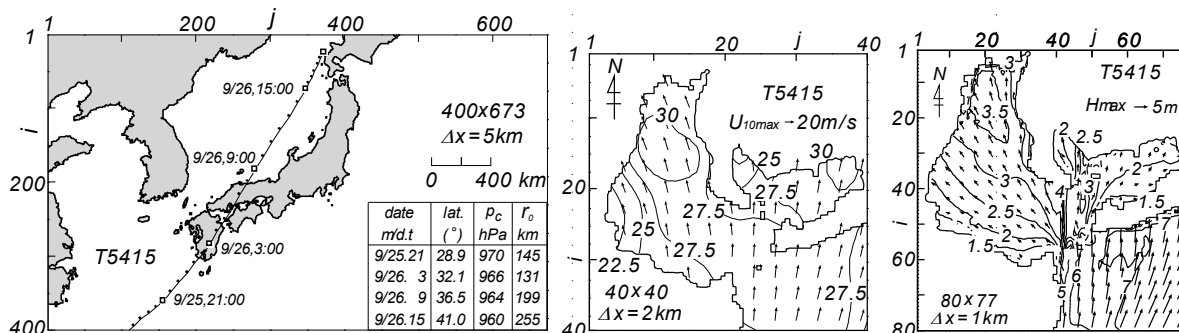 1 200 j 400 600
1
i
200
400
9/26,15:00
9/26,9:00
9/26,3:00
9/25,21:00
T5415
400x673
Δx=5km
0 400 km
date lat. pc ro
m/d.t (°) hPa km
9/25.21 28.9 970 145
9/26. 3 32.1 966 131
9/26. 9 36.5 964 199
9/26.15 41.0 960 255
1 20 j 40
1
20
i
40
N
T5415
U10max → 20m/s
30
25
30
27.5
27.5
25
27.5
22.5
27.5
40x40
Δx=2km
1 20 40 j 60
1
20
40
i
60
80
N
T5415
Hmax → 5m
3
3.5
3
2.5
2
1.5
2
2.5
4
3
2
1.5
5
6
80x77
Δx=1km